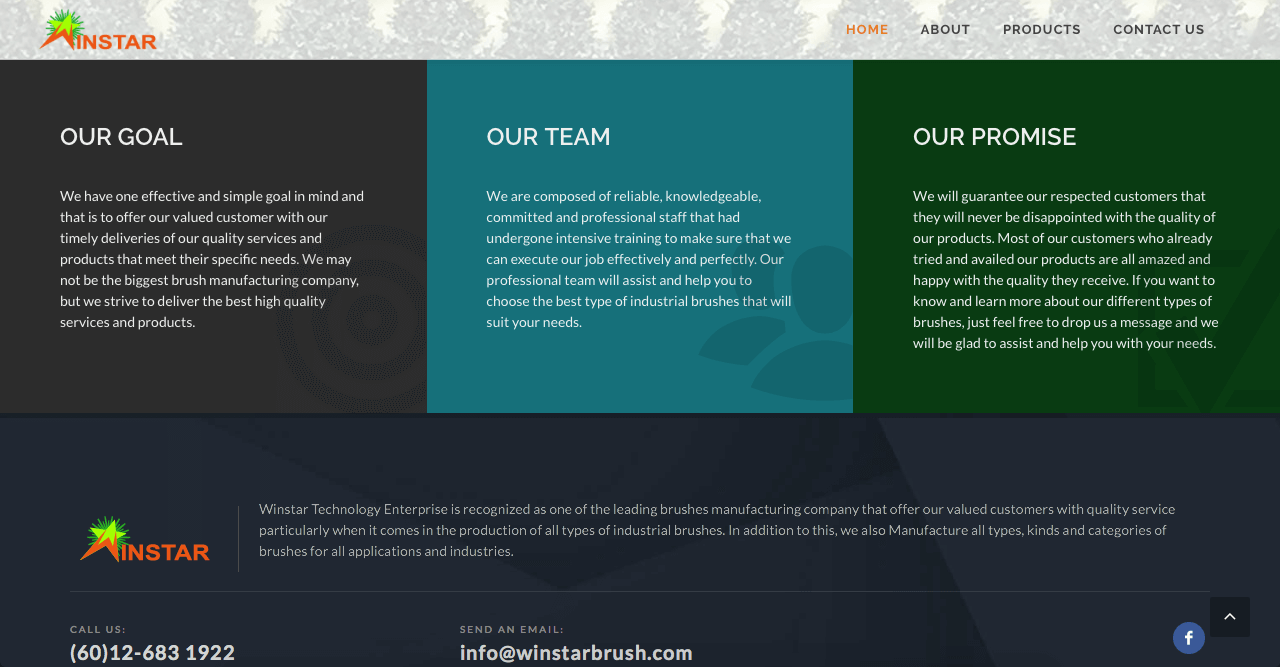 WINSTAR
HOME ABOUT PRODUCTS CONTACT US
OUR GOAL
We have one effective and simple goal in mind and
that is to offer our valued customer with our
timely deliveries of our quality services and
products that meet their specific needs. We may
not be the biggest brush manufacturing company,
but we strive to deliver the best high quality
services and products.
OUR TEAM
We are composed of reliable, knowledgeable,
committed and professional staff that had
undergone intensive training to make sure that we
can execute our job effectively and perfectly. Our
professional team will assist and help you to
choose the best type of industrial brushes that will
suit your needs.
OUR PROMISE
We will guarantee our respected customers that
they will never be disappointed with the quality of
our products. Most of our customers who already
tried and availed our products are all amazed and
happy with the quality they receive. If you want to
know and learn more about our different types of
brushes, just feel free to drop us a message and we
will be glad to assist and help you with your needs.
WINSTAR
Winstar Technology Enterprise is recognized as one of the leading brushes manufacturing company that offer our valued customers with quality service
particularly when it comes in the production of all types of industrial brushes. In addition to this, we also Manufacture all types, kinds and categories of
brushes for all applications and industries.
CALL US:
(60)12-683 1922
SEND AN EMAIL:
info@winstarbrush.com